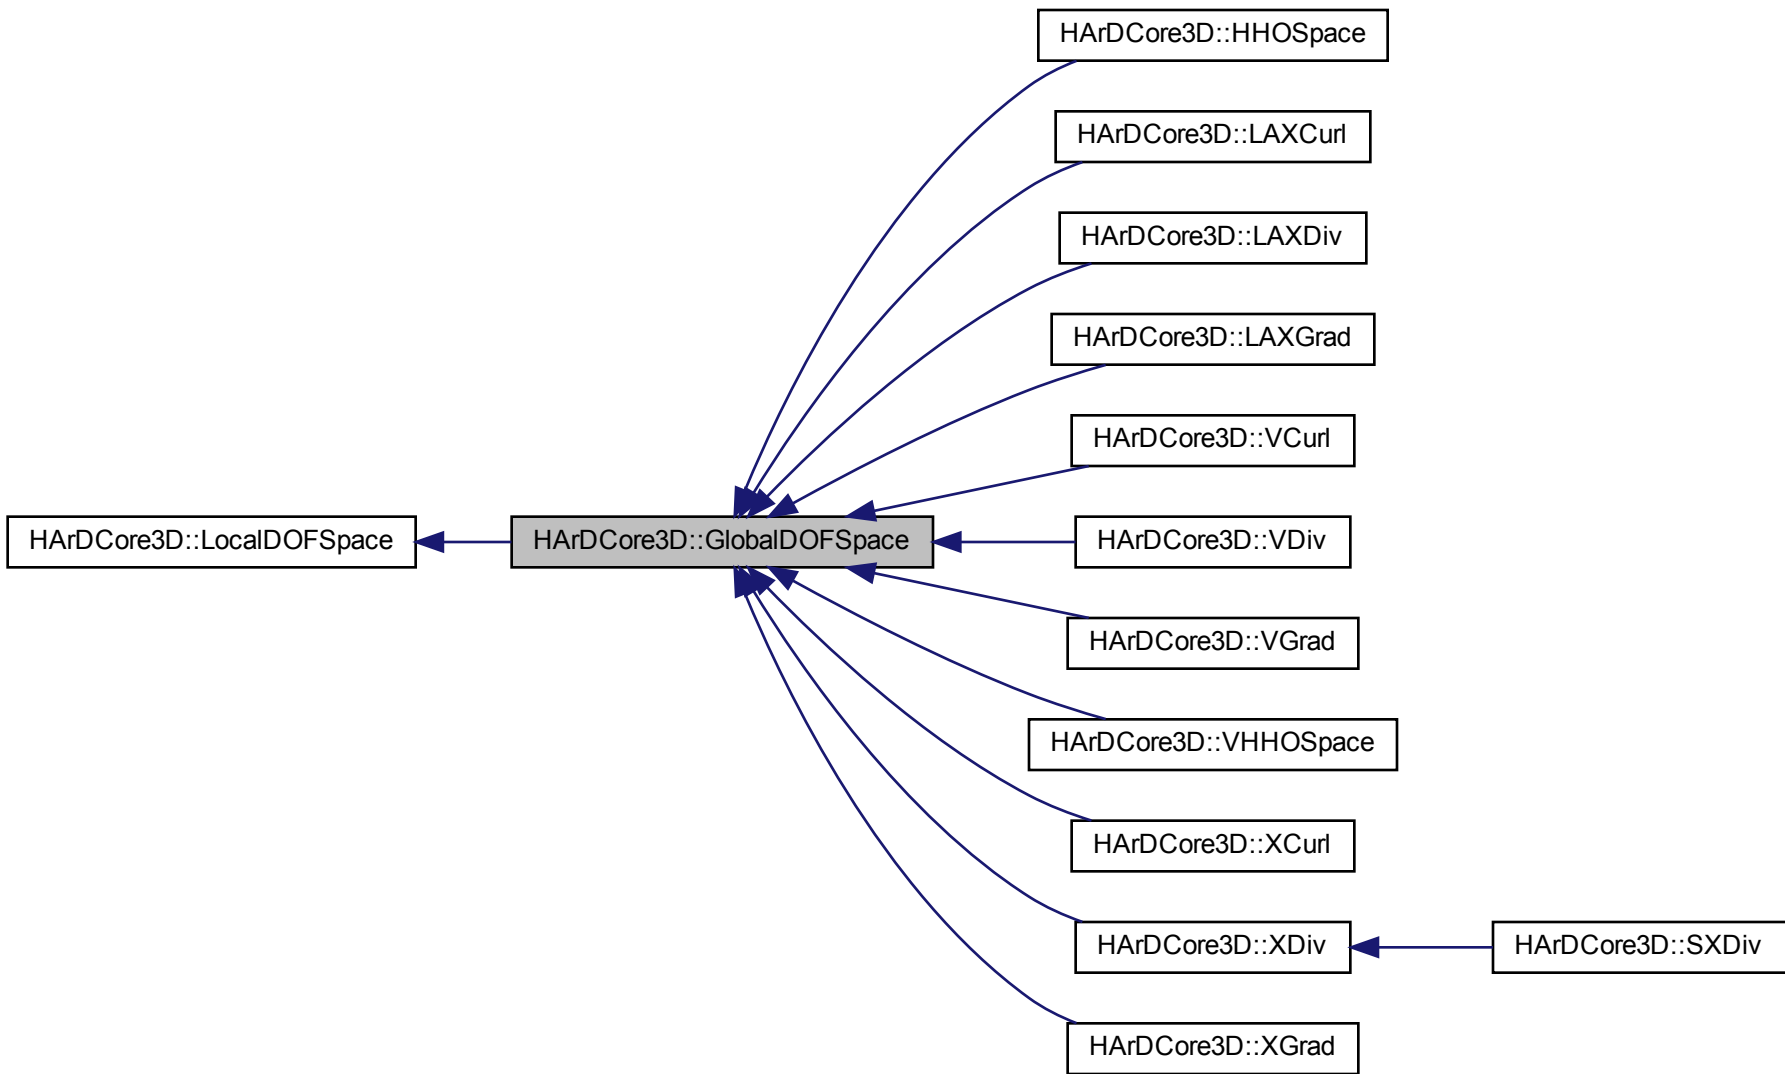 HArDCore3D::HHOSpace
HArDCore3D::LAXCurl
HArDCore3D::LAXDiv
HArDCore3D::LAXGrad
HArDCore3D::VCurl
HArDCore3D::LocalDOFSpace
HArDCore3D::GlobalDOFSpace
HArDCore3D::VDiv
HArDCore3D::VGrad
HArDCore3D::VHHOSpace
HArDCore3D::XCurl
HArDCore3D::XDiv
HArDCore3D::SXDiv
HArDCore3D::XGrad